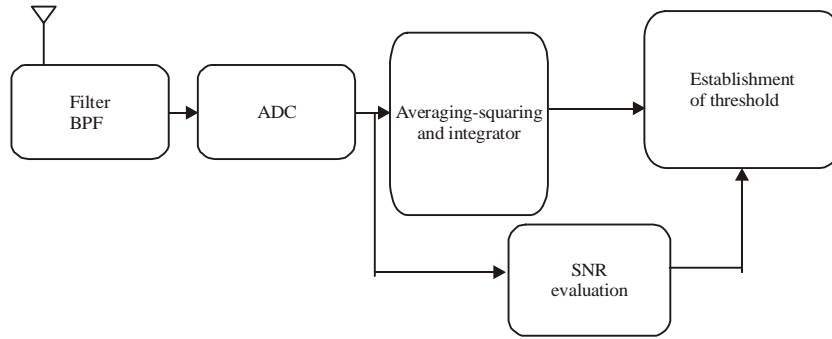 Filter
BPF
ADC
Averaging-squaring
and integrator
Establishment
of threshold
SNR
evaluation